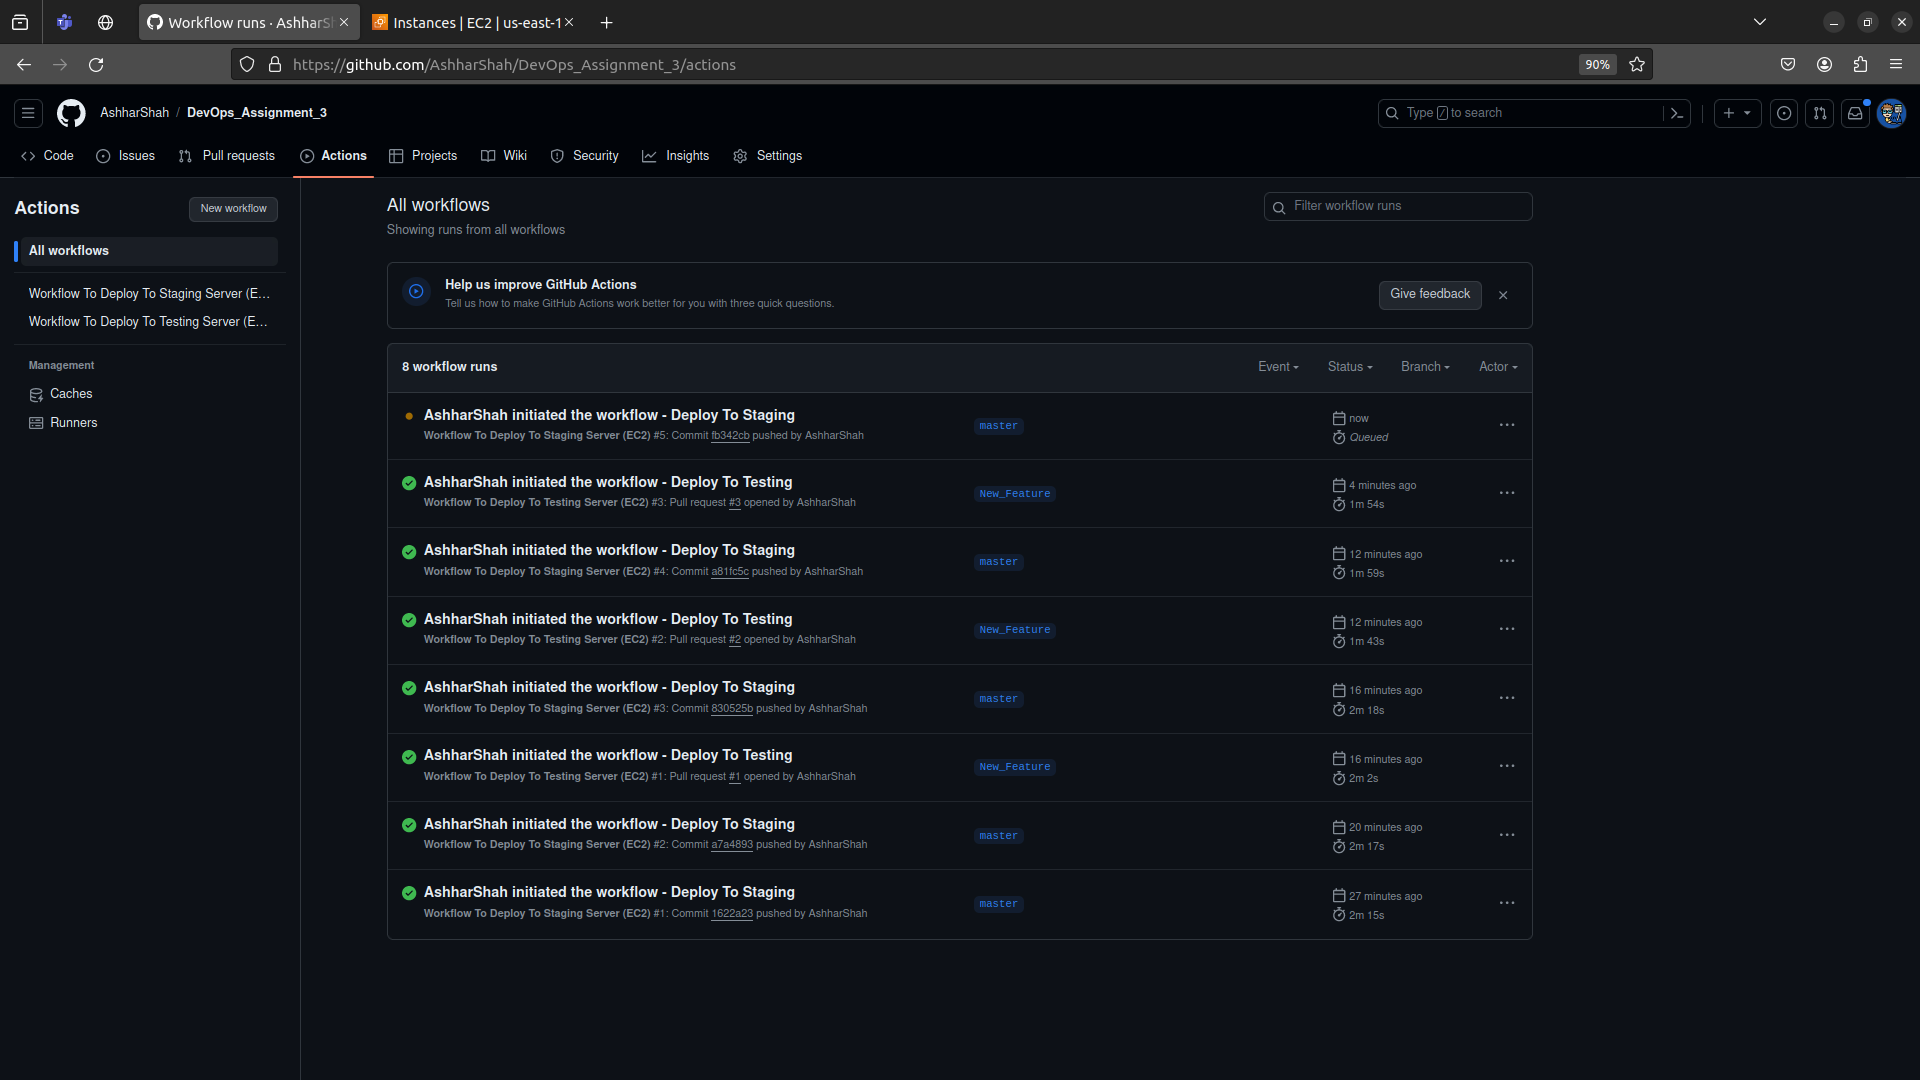 Workflow runs · AshharS
Instances | EC2 | us-east-1
https://github.com/AshharShah/DevOps_Assignment_3/actions
90%
AshharShah / DevOps_Assignment_3
Type / to search
Code
Issues
Pull requests
Actions
Projects
Wiki
Security
Insights
Settings
Actions
New workflow
All workflows
Workflow To Deploy To Staging Server (E...
Workflow To Deploy To Testing Server (E...
Management
Caches
Runners
All workflows
Showing runs from all workflows
Filter workflow runs
Help us improve GitHub Actions
Tell us how to make GitHub Actions work better for you with three quick questions.
Give feedback
8 workflow runs
Event
Status
Branch
Actor
AshharShah initiated the workflow - Deploy To Staging
Workflow To Deploy To Staging Server (EC2) #5: Commit fb342cb pushed by AshharShah
master
now
Queued
AshharShah initiated the workflow - Deploy To Testing
Workflow To Deploy To Testing Server (EC2) #3: Pull request #3 opened by AshharShah
New_Feature
4 minutes ago
1m 54s
AshharShah initiated the workflow - Deploy To Staging
Workflow To Deploy To Staging Server (EC2) #4: Commit a81fc5c pushed by AshharShah
master
12 minutes ago
1m 59s
AshharShah initiated the workflow - Deploy To Testing
Workflow To Deploy To Testing Server (EC2) #2: Pull request #2 opened by AshharShah
New_Feature
12 minutes ago
1m 43s
AshharShah initiated the workflow - Deploy To Staging
Workflow To Deploy To Staging Server (EC2) #3: Commit 830525b pushed by AshharShah
master
16 minutes ago
2m 18s
AshharShah initiated the workflow - Deploy To Testing
Workflow To Deploy To Testing Server (EC2) #1: Pull request #1 opened by AshharShah
New_Feature
16 minutes ago
2m 2s
AshharShah initiated the workflow - Deploy To Staging
Workflow To Deploy To Staging Server (EC2) #2: Commit a7a4893 pushed by AshharShah
master
20 minutes ago
2m 17s
AshharShah initiated the workflow - Deploy To Staging
Workflow To Deploy To Staging Server (EC2) #1: Commit 1622a23 pushed by AshharShah
master
27 minutes ago
2m 15s